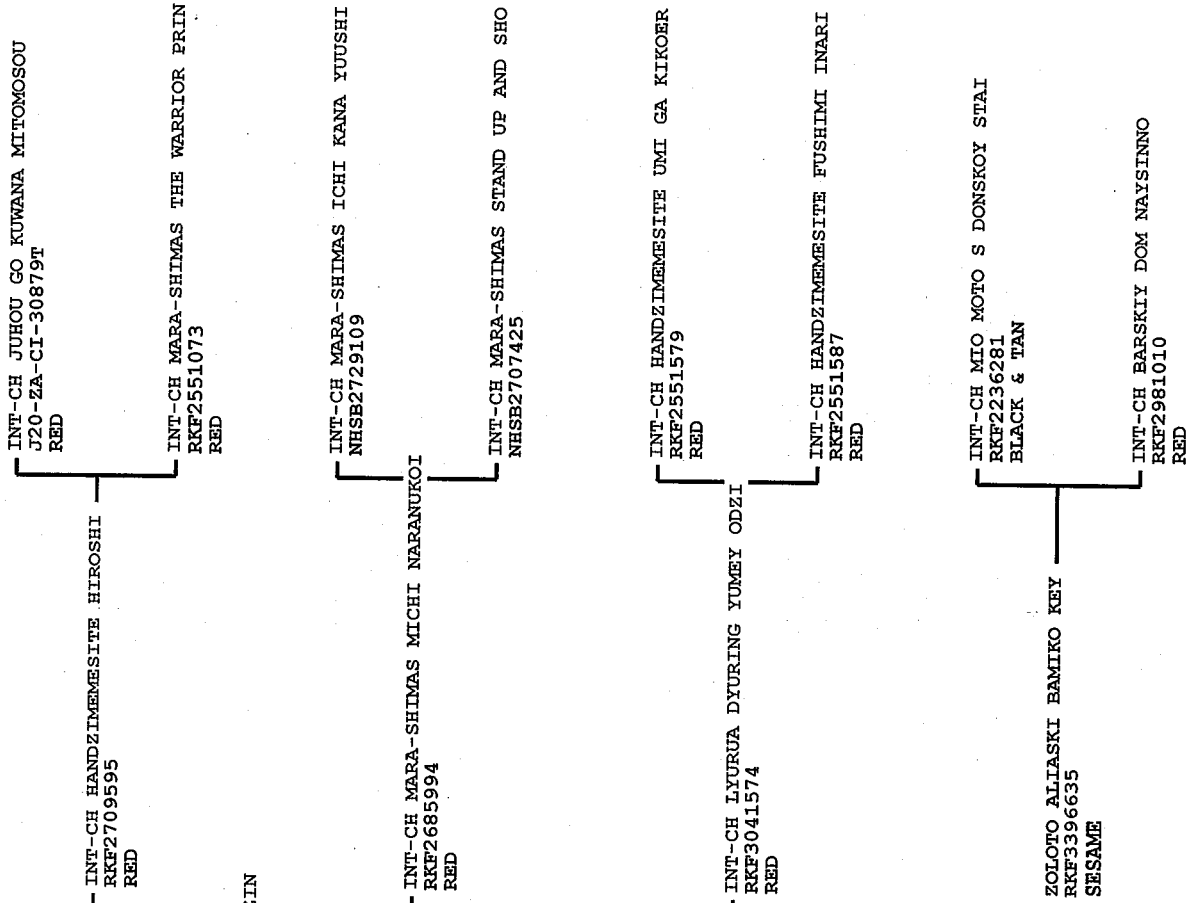 INT-CH JUHOU GO KUWANA MITOMOSOU
J20-ZA-CI-30879T
RED
INT-CH HANDZIMEMESITE HIROSHI
RKF2709595
RED
INT-CH MARA-SHIMAS THE WARRIOR PRIN
RKF2551073
RED
SIN
INT-CH MARA-SHIMAS ICHI KANA YUUSHI
NHSB2729109
INT-CH MARA-SHIMAS MICHI NARANUKOI
RKF2685994
RED
INT-CH MARA-SHIMAS STAND UP AND SHO
NHSB2707425
INT-CH HANDZIMEMESITE UMI GA KIKOER
RKF2551579
RED
INT-CH LYURUA DYURING YUMEY ODZI
RKF3041574
RED
INT-CH HANDZIMEMESITE FUSHIMI INARI
RKF2551587
RED
INT-CH MIO MOTO S DONSKOY STAI
RKF2236281
BLACK & TAN
ZOLOTO ALIASKI BAMIKO KEY
RKF3396635
SESAME
INT-CH BARSKIY DOM NAYSINNO
RKF2981010
RED